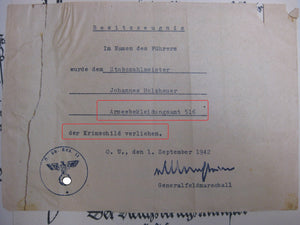 Besitzzeugnis
Im Namen des Führers
wurde dem Stabszahlmeister
Johannes
Armeebekleidungsamt 516
der Krimschild verliehen.
O. U., den 1. September 1942
Generalfeldmarschall